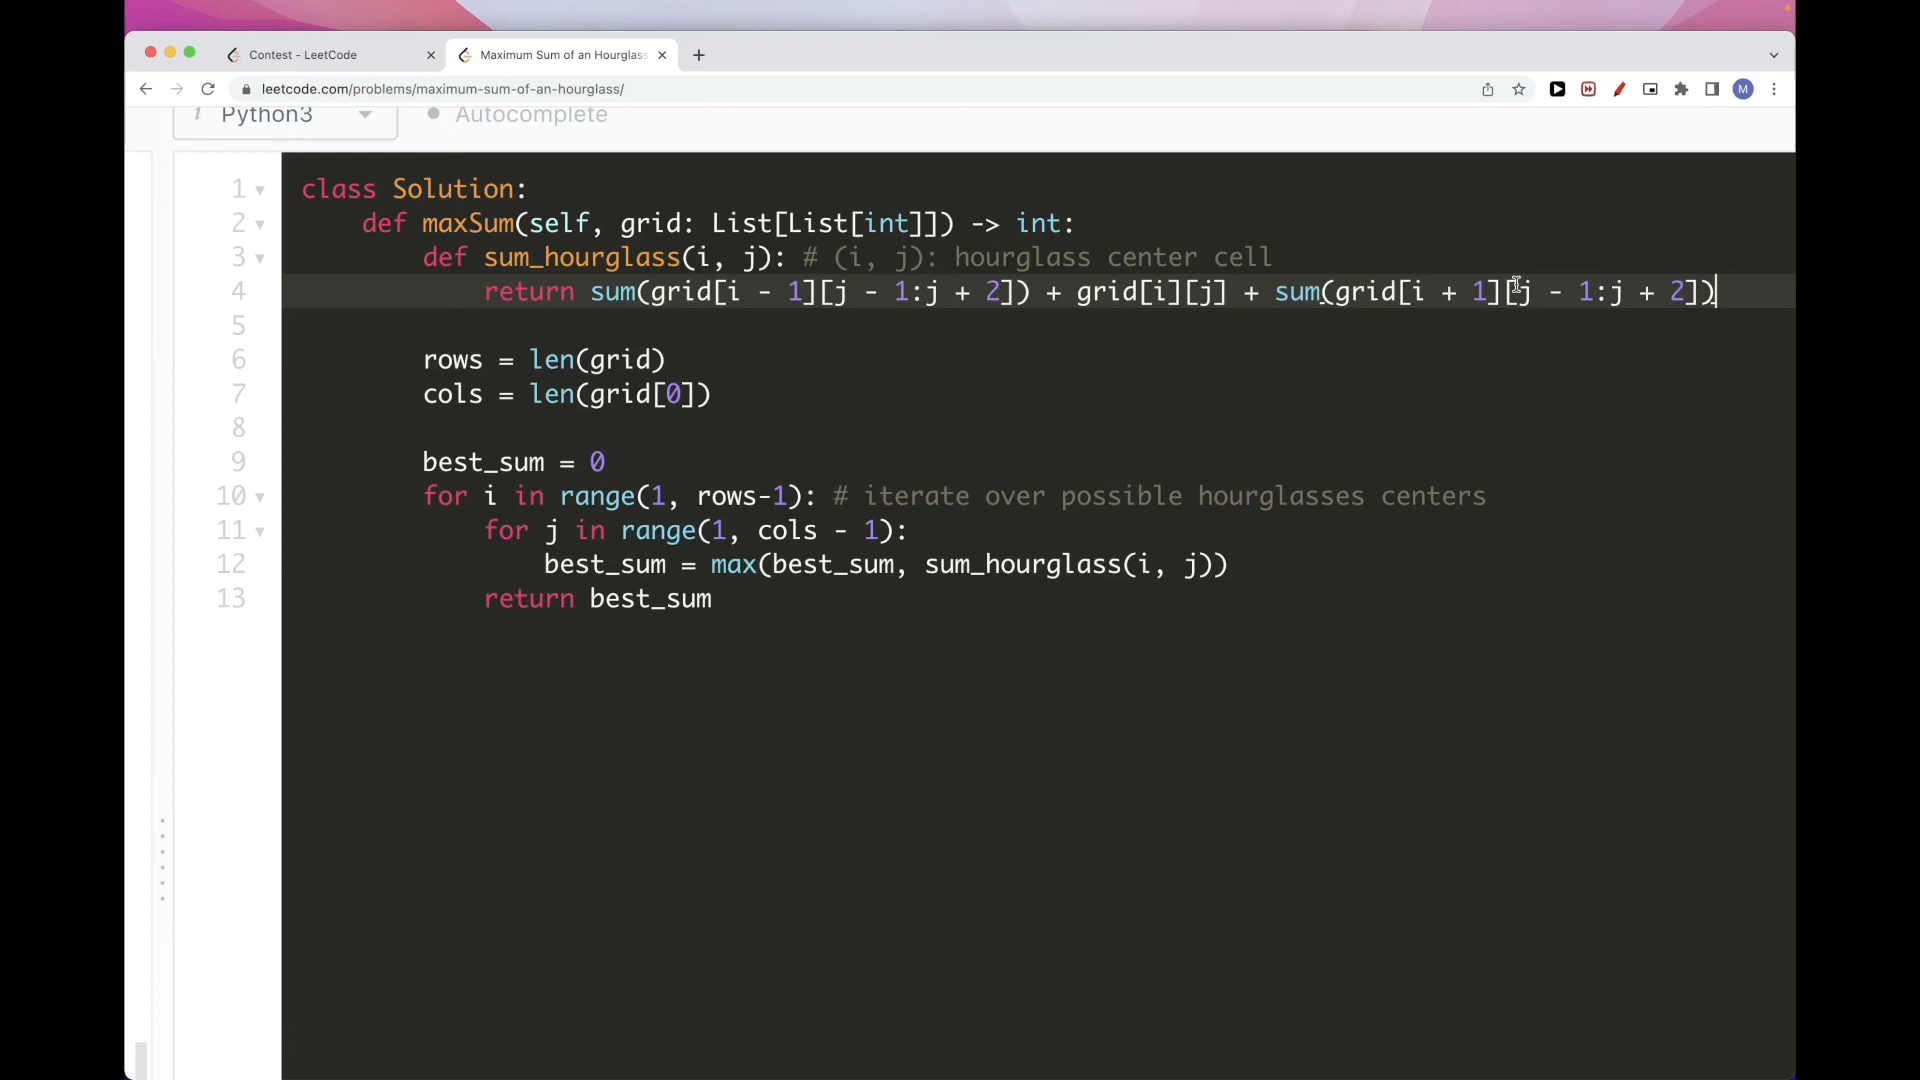 Contest - LeetCode
Maximum Sum of an Hourglass
leetcode.com/problems/maximum-sum-of-an-hourglass/
M
i Python3
Autocomplete
1 class Solution:
2     def maxSum(self, grid: List[List[int]]) -> int:
3         def sum_hourglass(i, j): # (i, j): hourglass center cell
4             return sum(grid[i - 1][j - 1:j + 2]) + grid[i][j] + sum(grid[i + 1][j - 1:j + 2])
5
6         rows = len(grid)
7         cols = len(grid[0])
8
9         best_sum = 0
10         for i in range(1, rows-1): # iterate over possible hourglasses centers
11             for j in range(1, cols - 1):
12                 best_sum = max(best_sum, sum_hourglass(i, j))
13             return best_sum